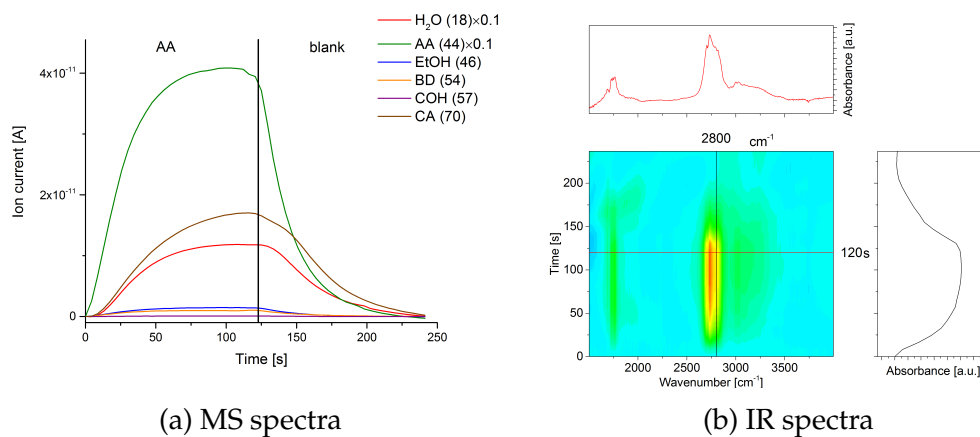 H₂O (18)×0.1
AA (44)×0.1
EtOH (46)
BD (54)
COH (57)
CA (70)
AA
blank
4x10⁻¹¹
2x10⁻¹¹
0
Ion current [A]
0 50 100 150 200 250
Time [s]
(a) MS spectra
Absorbance [a.u.]
2800 cm⁻¹
200
150
100
50
0
Time [s]
120s
2000 2500 3000 3500
Wavenumber [cm⁻¹]
Absorbance [a.u.]
(b) IR spectra